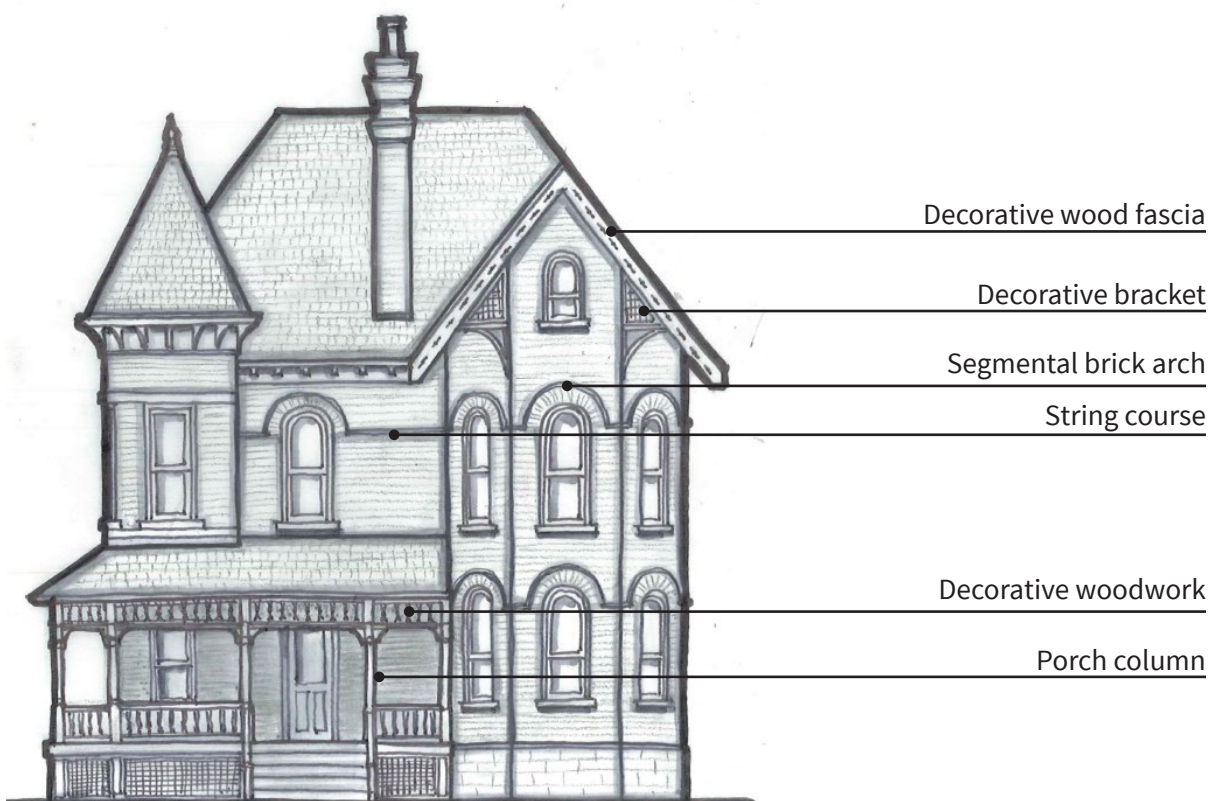 Decorative wood fascia
Decorative bracket
Segmental brick arch
String course
Decorative woodwork
Porch column